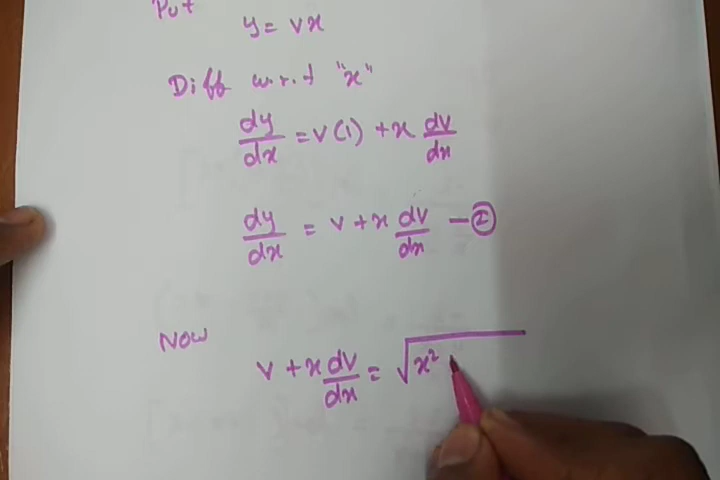 Put
y = vx
Diff w.r.t "x"
dy/dx = v(1) + x dv/dx
dy/dx = v + x dv/dx — ②
Now
v + x dv/dx = √x²